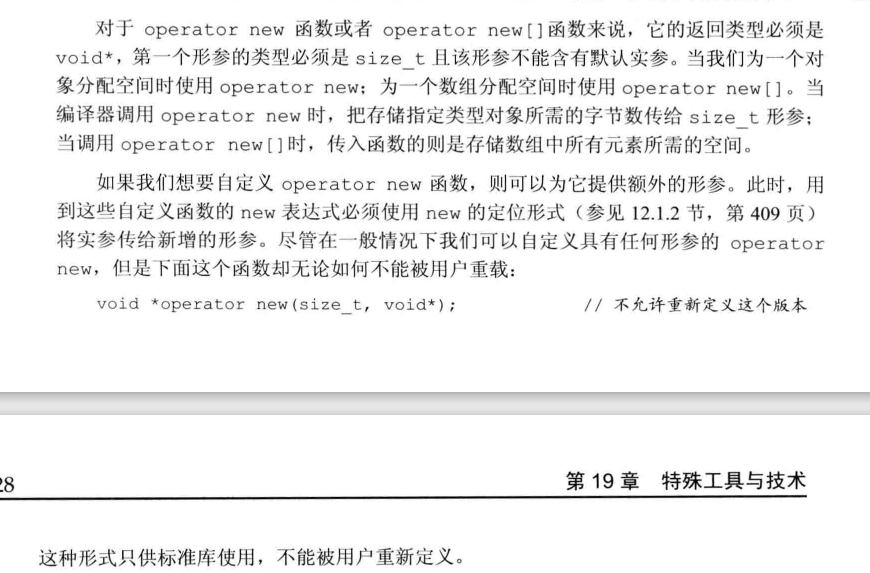 对于 operator new 函数或者 operator new[]函数来说，它的返回类型必须是
void*，第一个形参的类型必须是 size_t 且该形参不能含有默认实参。当我们为一个对
象分配空间时使用 operator new；为一个数组分配空间时使用 operator new[]。当
编译器调用 operator new 时，把存储指定类型对象所需的字节数传给 size_t 形参；
当调用 operator new[]时，传入函数的则是存储数组中所有元素所需的空间。
如果我们想要自定义 operator new 函数，则可以为它提供额外的形参。此时，用
到这些自定义函数的 new 表达式必须使用 new 的定位形式（参见 12.1.2 节，第 409 页）
将实参传给新增的形参。尽管在一般情况下我们可以自定义具有任何形参的 operator
new，但是下面这个函数却无论如何不能被用户重载：
void *operator new(size_t, void*); // 不允许重新定义这个版本
28 第 19 章 特殊工具与技术
这种形式只供标准库使用，不能被用户重新定义。